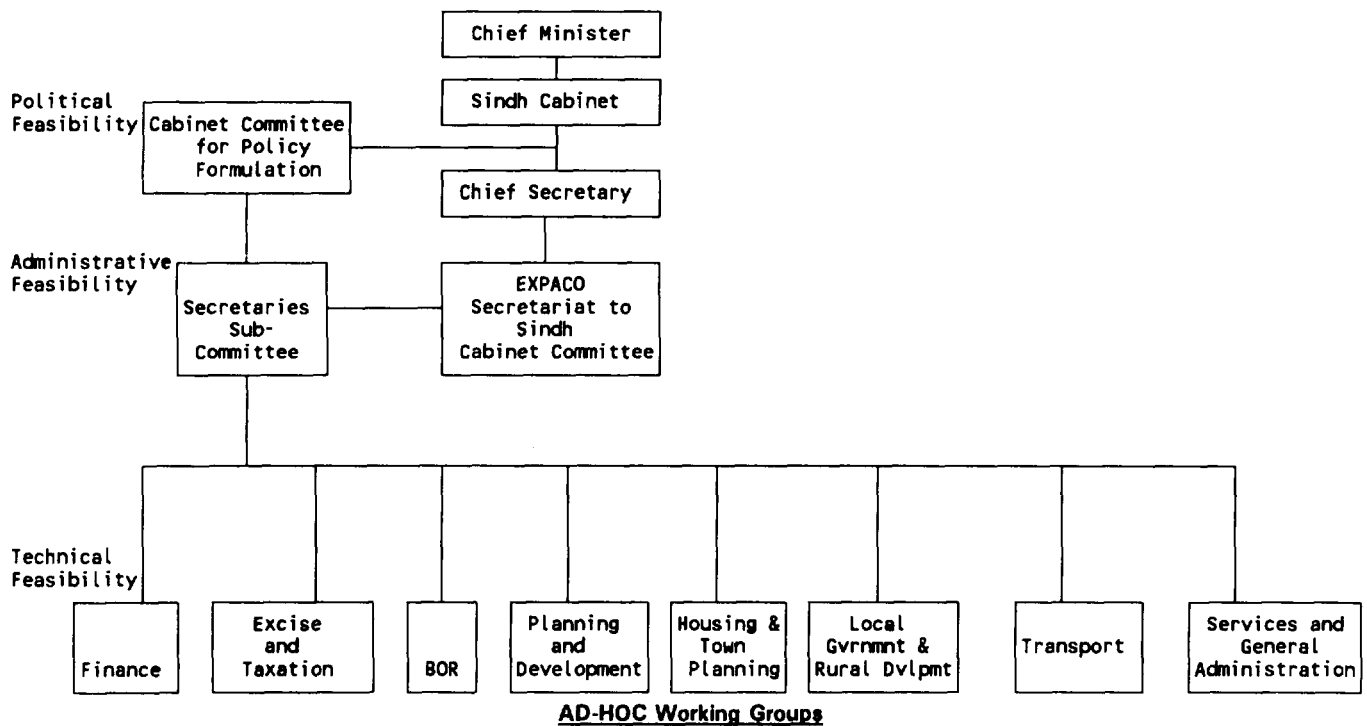 Chief Minister
Sindh Cabinet
Political
Feasibility
Cabinet Committee
for Policy
Formulation
Chief Secretary
Administrative
Feasibility
Secretaries
Sub-
Committee
EXPACO
Secretariat to
Sindh
Cabinet Committee
Technical
Feasibility
Finance
Excise
and
Taxation
BOR
Planning
and
Development
Housing &
Town
Planning
Local
Gvrnmnt &
Rural Dvlpmt
Transport
Services and
General
Administration
AD-HOC Working Groups